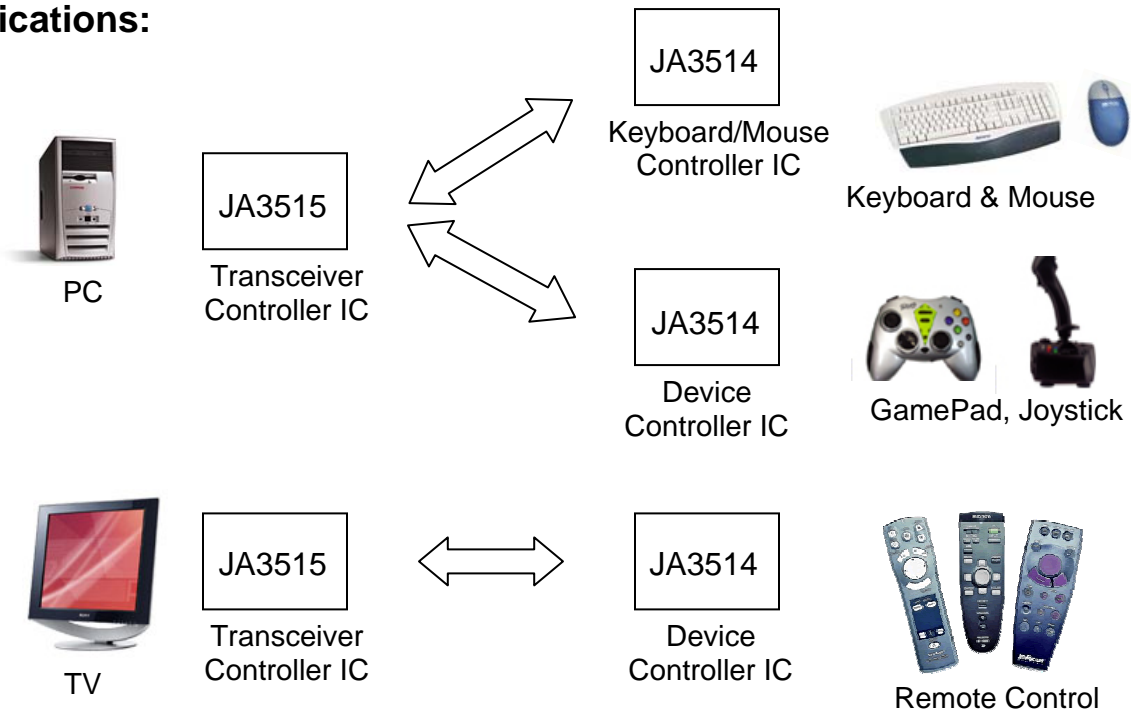 ications:
JA3514
Keyboard/Mouse
Controller IC
Keyboard & Mouse
PC
JA3515
Transceiver
Controller IC
JA3514
Device
Controller IC
GamePad, Joystick
TV
JA3515
Transceiver
Controller IC
JA3514
Device
Controller IC
Remote Control